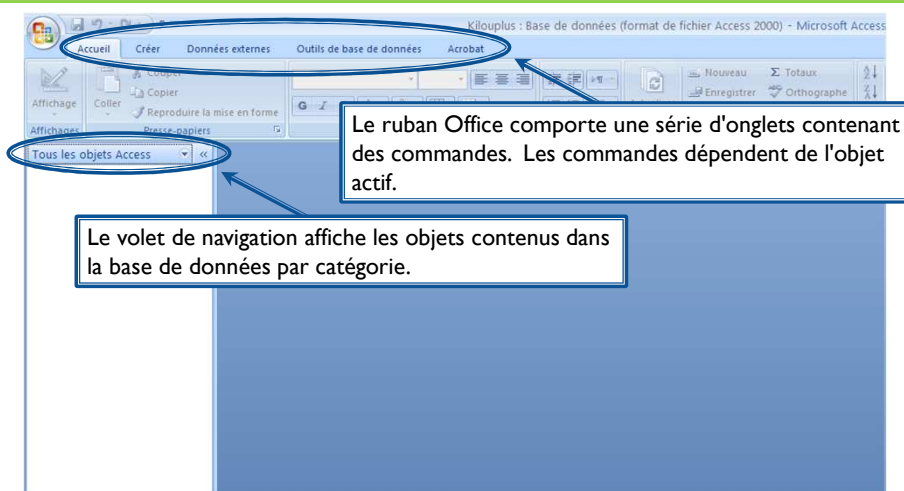 Kilouplus : Base de données (format de fichier Access 2000) - Microsoft Access
Accueil Créer Données externes Outils de base de données Acrobat
Couper
Copier
Reproduire la mise en forme
Affichage
Coller
Affichages
Presse-papiers
G I
Nouveau Σ Totaux
Enregistrer Orthographe
Le ruban Office comporte une série d'onglets contenant
des commandes. Les commandes dépendent de l'objet
actif.
Tous les objets Access «
Le volet de navigation affiche les objets contenus dans
la base de données par catégorie.